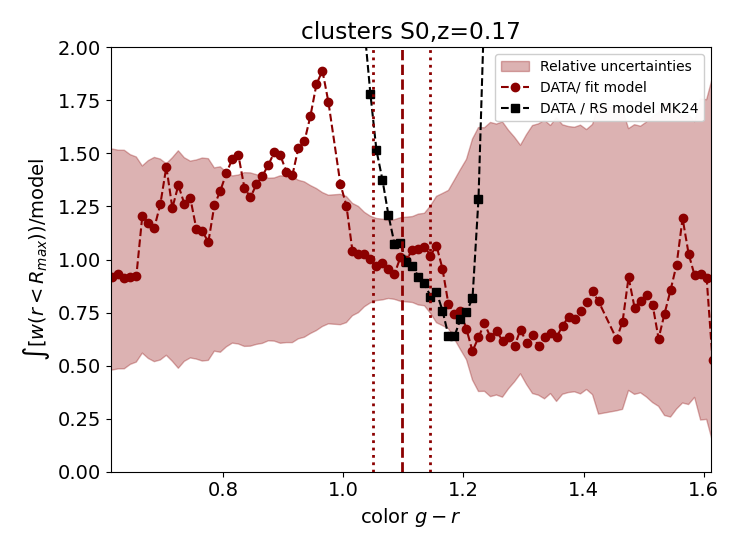 clusters S0,z=0.17
∫[w(r < R_{max}))/model
2.00
1.75
1.50
1.25
1.00
0.75
0.50
0.25
0.00
Relative uncertainties
DATA/ fit model
DATA / RS model MK24
0.8 1.0 1.2 1.4 1.6
color g − r